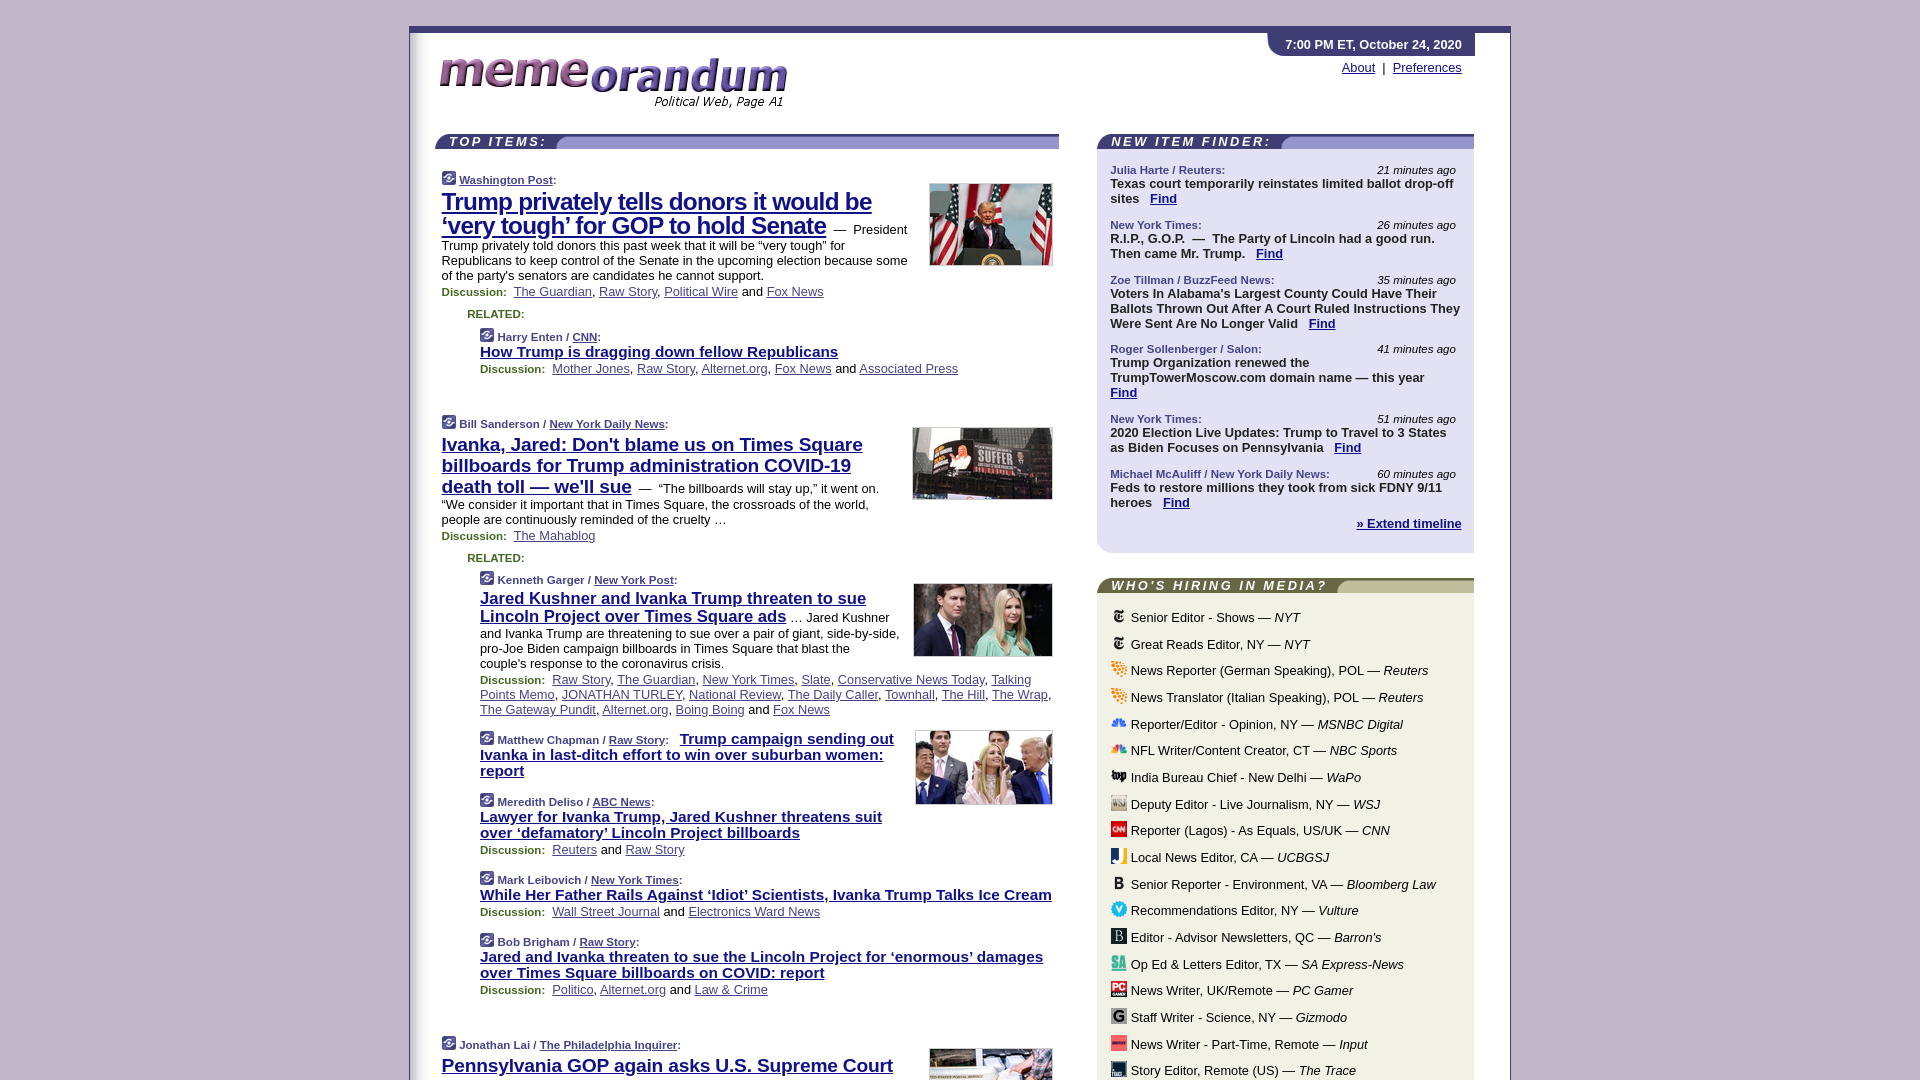 7:00 PM ET, October 24, 2020
About | Preferences
memeorandum
Political Web, Page A1
TOP ITEMS:
Washington Post:
Trump privately tells donors it would be
‘very tough’ for GOP to hold Senate — President
Trump privately told donors this past week that it will be “very tough” for
Republicans to keep control of the Senate in the upcoming election because some
of the party's senators are candidates he cannot support.
Discussion: The Guardian, Raw Story, Political Wire and Fox News
RELATED:
Harry Enten / CNN:
How Trump is dragging down fellow Republicans
Discussion: Mother Jones, Raw Story, Alternet.org, Fox News and Associated Press
Bill Sanderson / New York Daily News:
Ivanka, Jared: Don't blame us on Times Square
billboards for Trump administration COVID-19
death toll — we'll sue — “The billboards will stay up,” it went on.
“We consider it important that in Times Square, the crossroads of the world,
people are continuously reminded of the cruelty …
Discussion: The Mahablog
SUFFER
RELATED:
Kenneth Garger / New York Post:
Jared Kushner and Ivanka Trump threaten to sue
Lincoln Project over Times Square ads … Jared Kushner
and Ivanka Trump are threatening to sue over a pair of giant, side-by-side,
pro-Joe Biden campaign billboards in Times Square that blast the
couple's response to the coronavirus crisis.
Discussion: Raw Story, The Guardian, New York Times, Slate, Conservative News Today, Talking
Points Memo, JONATHAN TURLEY, National Review, The Daily Caller, Townhall, The Hill, The Wrap,
The Gateway Pundit, Alternet.org, Boing Boing and Fox News
Matthew Chapman / Raw Story: Trump campaign sending out
Ivanka in last-ditch effort to win over suburban women:
report
Meredith Deliso / ABC News:
Lawyer for Ivanka Trump, Jared Kushner threatens suit
over ‘defamatory’ Lincoln Project billboards
Discussion: Reuters and Raw Story
Mark Leibovich / New York Times:
While Her Father Rails Against ‘Idiot’ Scientists, Ivanka Trump Talks Ice Cream
Discussion: Wall Street Journal and Electronics Ward News
Bob Brigham / Raw Story:
Jared and Ivanka threaten to sue the Lincoln Project for ‘enormous’ damages
over Times Square billboards on COVID: report
Discussion: Politico, Alternet.org and Law & Crime
Jonathan Lai / The Philadelphia Inquirer:
Pennsylvania GOP again asks U.S. Supreme Court
NEW ITEM FINDER:
Julia Harte / Reuters: 21 minutes ago
Texas court temporarily reinstates limited ballot drop-off
sites Find
New York Times: 26 minutes ago
R.I.P., G.O.P. — The Party of Lincoln had a good run.
Then came Mr. Trump. Find
Zoe Tillman / BuzzFeed News: 35 minutes ago
Voters In Alabama's Largest County Could Have Their
Ballots Thrown Out After A Court Ruled Instructions They
Were Sent Are No Longer Valid Find
Roger Sollenberger / Salon: 41 minutes ago
Trump Organization renewed the
TrumpTowerMoscow.com domain name — this year
Find
New York Times: 51 minutes ago
2020 Election Live Updates: Trump to Travel to 3 States
as Biden Focuses on Pennsylvania Find
Michael McAuliff / New York Daily News: 60 minutes ago
Feds to restore millions they took from sick FDNY 9/11
heroes Find
» Extend timeline
WHO'S HIRING IN MEDIA?
Senior Editor - Shows — NYT
Great Reads Editor, NY — NYT
News Reporter (German Speaking), POL — Reuters
News Translator (Italian Speaking), POL — Reuters
Reporter/Editor - Opinion, NY — MSNBC Digital
NFL Writer/Content Creator, CT — NBC Sports
wp India Bureau Chief - New Delhi — WaPo
WSJ Deputy Editor - Live Journalism, NY — WSJ
CNN Reporter (Lagos) - As Equals, US/UK — CNN
J Local News Editor, CA — UCBGSJ
B Senior Reporter - Environment, VA — Bloomberg Law
V Recommendations Editor, NY — Vulture
B Editor - Advisor Newsletters, QC — Barron's
SA Op Ed & Letters Editor, TX — SA Express-News
PC GAMER News Writer, UK/Remote — PC Gamer
G Staff Writer - Science, NY — Gizmodo
News Writer - Part-Time, Remote — Input
TRACE Story Editor, Remote (US) — The Trace